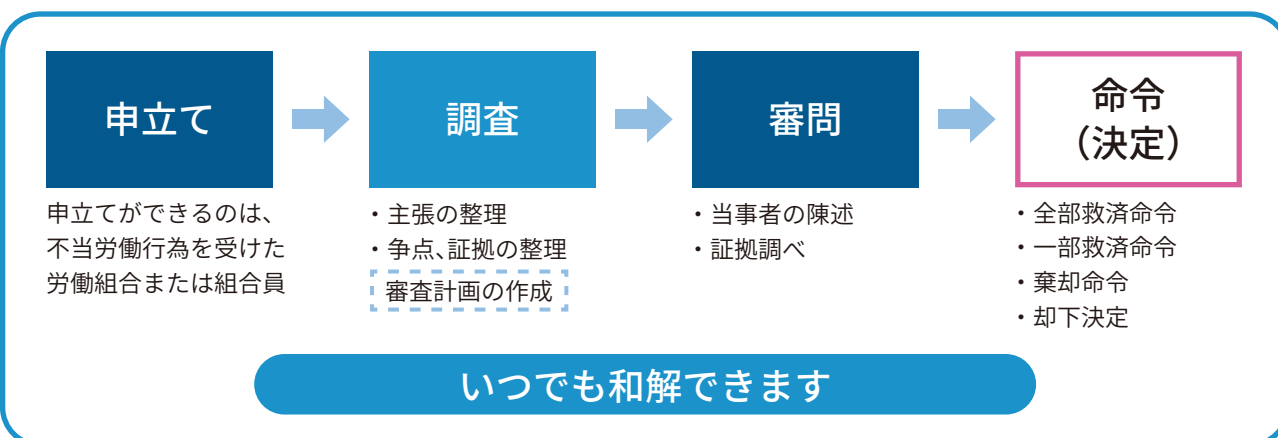 申立て
申立てができるのは、
不当労働行為を受けた
労働組合または組合員
調査
・主張の整理
・争点、証拠の整理
審査計画の作成
審問
・当事者の陳述
・証拠調べ
命令
（決定）
・全部救済命令
・一部救済命令
・棄却命令
・却下決定
いつでも和解できます